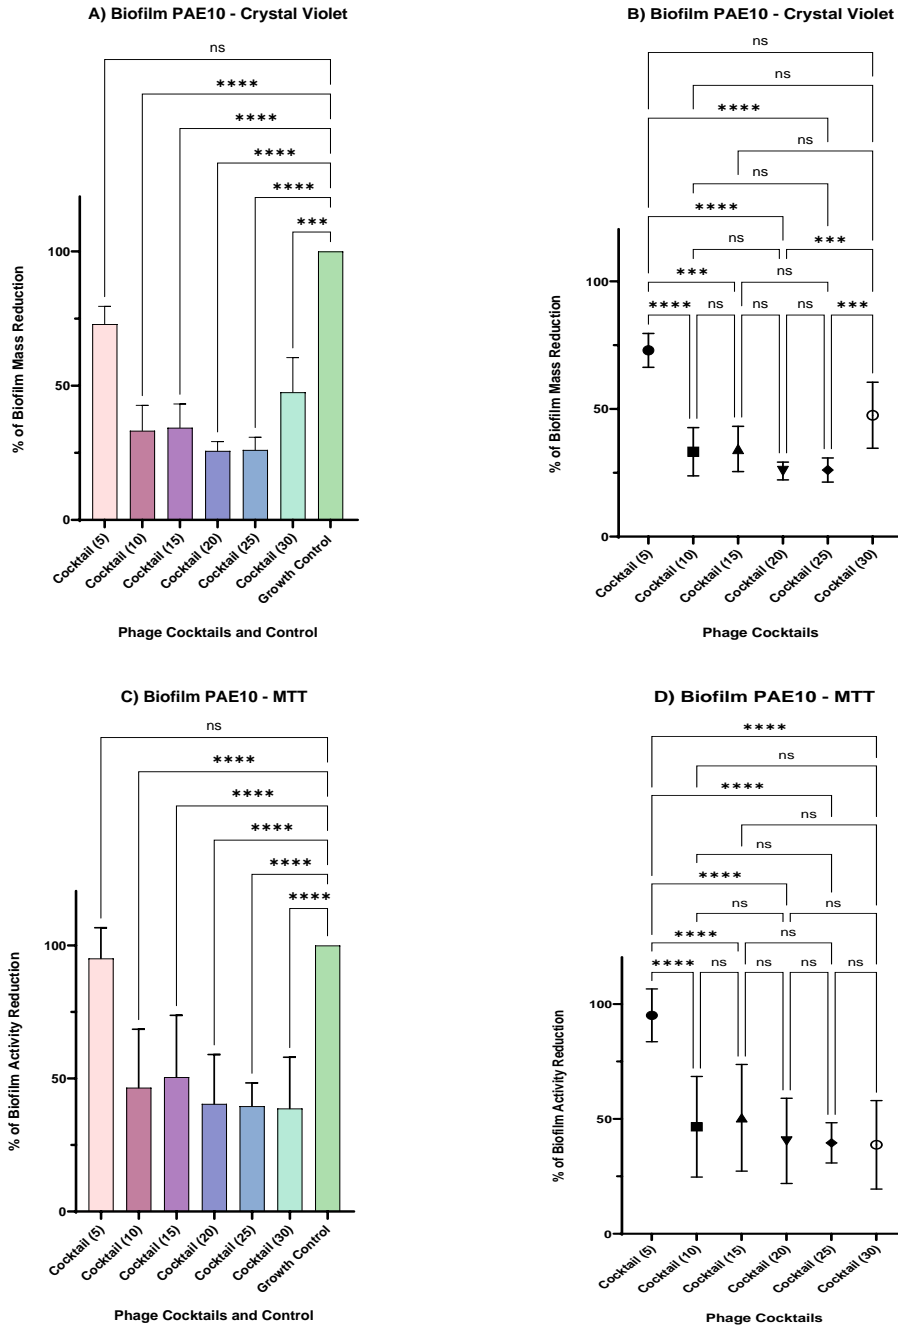 A) Biofilm PAE10 - Crystal Violet
ns
****
****
****
****
***
100
50
0
% of Biofilm Mass Reduction
Cocktail (5)
Cocktail (10)
Cocktail (15)
Cocktail (20)
Cocktail (25)
Cocktail (30)
Growth Control
Phage Cocktails and Control
B) Biofilm PAE10 - Crystal Violet
ns
ns
****
ns
ns
****
ns ***
*** ns
**** ns ns ns ***
100
50
0
% of Biofilm Mass Reduction
Cocktail (5)
Cocktail (10)
Cocktail (15)
Cocktail (20)
Cocktail (25)
Cocktail (30)
Phage Cocktails
C) Biofilm PAE10 - MTT
ns
****
****
****
****
****
100
50
0
% of Biofilm Activity Reduction
Cocktail (5)
Cocktail (10)
Cocktail (15)
Cocktail (20)
Cocktail (25)
Cocktail (30)
Growth Control
Phage Cocktails and Control
D) Biofilm PAE10 - MTT
****
ns
****
ns
ns
****
ns ns
**** ns
**** ns ns ns ns
100
50
0
% of Biofilm Activity Reduction
Cocktail (5)
Cocktail (10)
Cocktail (15)
Cocktail (20)
Cocktail (25)
Cocktail (30)
Phage Cocktails